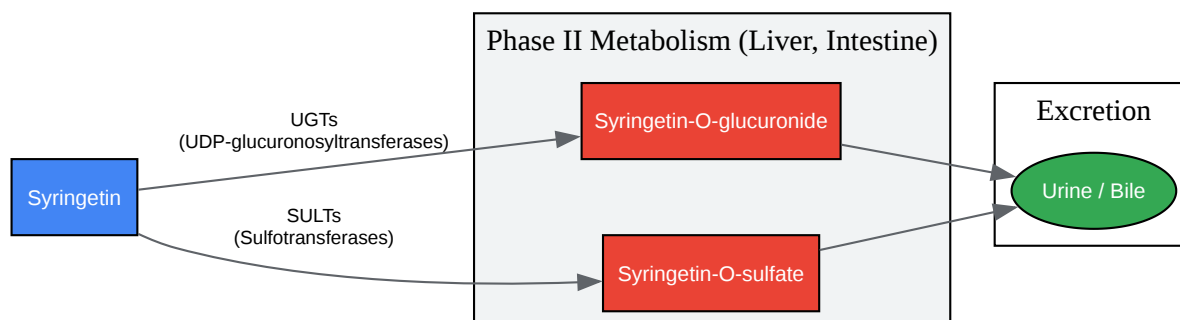 Phase II Metabolism (Liver, Intestine)
Syringetin-O-glucuronide
Excretion
UGTs
(UDP-glucuronosyltransferases)
Syringetin
Urine / Bile
SULTs
(Sulfotransferases)
Syringetin-O-sulfate